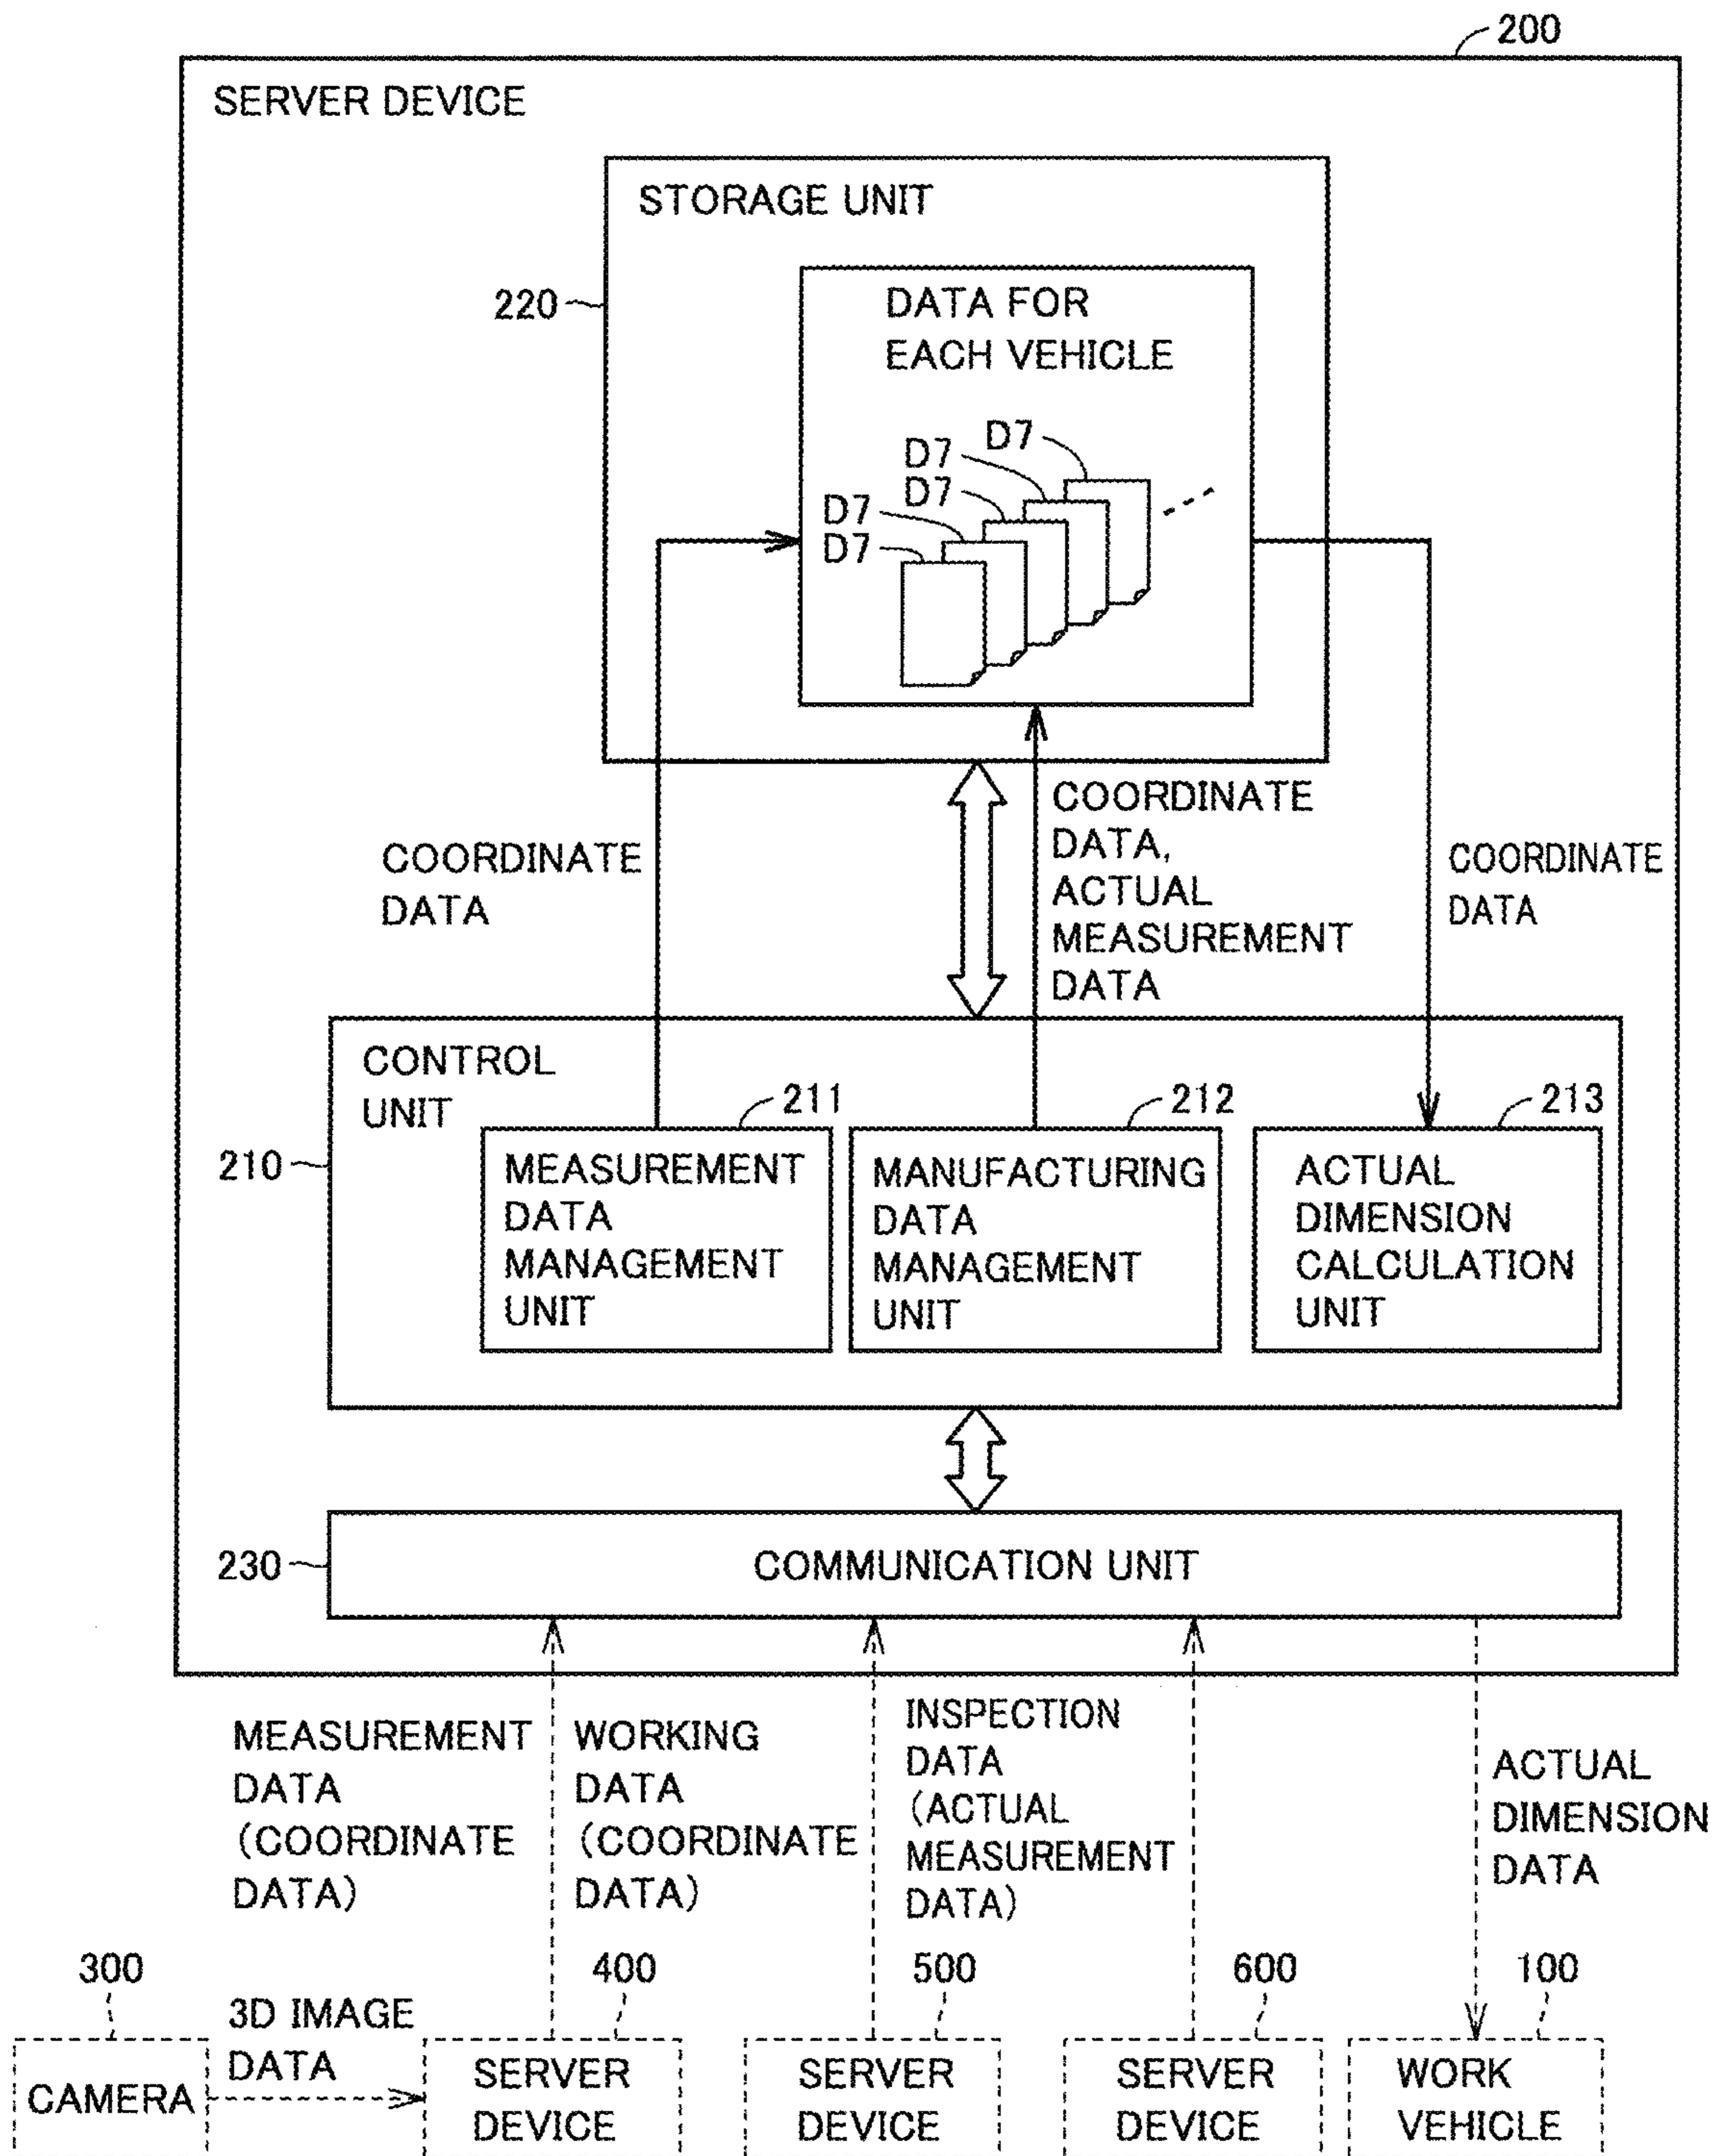 200
SERVER DEVICE
STORAGE UNIT
220
DATA FOR
EACH VEHICLE
D7
D7
D7
D7
D7
COORDINATE
DATA
COORDINATE
DATA,
ACTUAL
MEASUREMENT
DATA
COORDINATE
DATA
CONTROL
UNIT
210
211
MEASUREMENT
DATA
MANAGEMENT
UNIT
212
MANUFACTURING
DATA
MANAGEMENT
UNIT
213
ACTUAL
DIMENSION
CALCULATION
UNIT
230
COMMUNICATION UNIT
MEASUREMENT
DATA
(COORDINATE
DATA)
WORKING
DATA
(COORDINATE
DATA)
INSPECTION
DATA
(ACTUAL
MEASUREMENT
DATA)
ACTUAL
DIMENSION
DATA
300
CAMERA
3D IMAGE
DATA
400
SERVER
DEVICE
500
SERVER
DEVICE
600
SERVER
DEVICE
100
WORK
VEHICLE